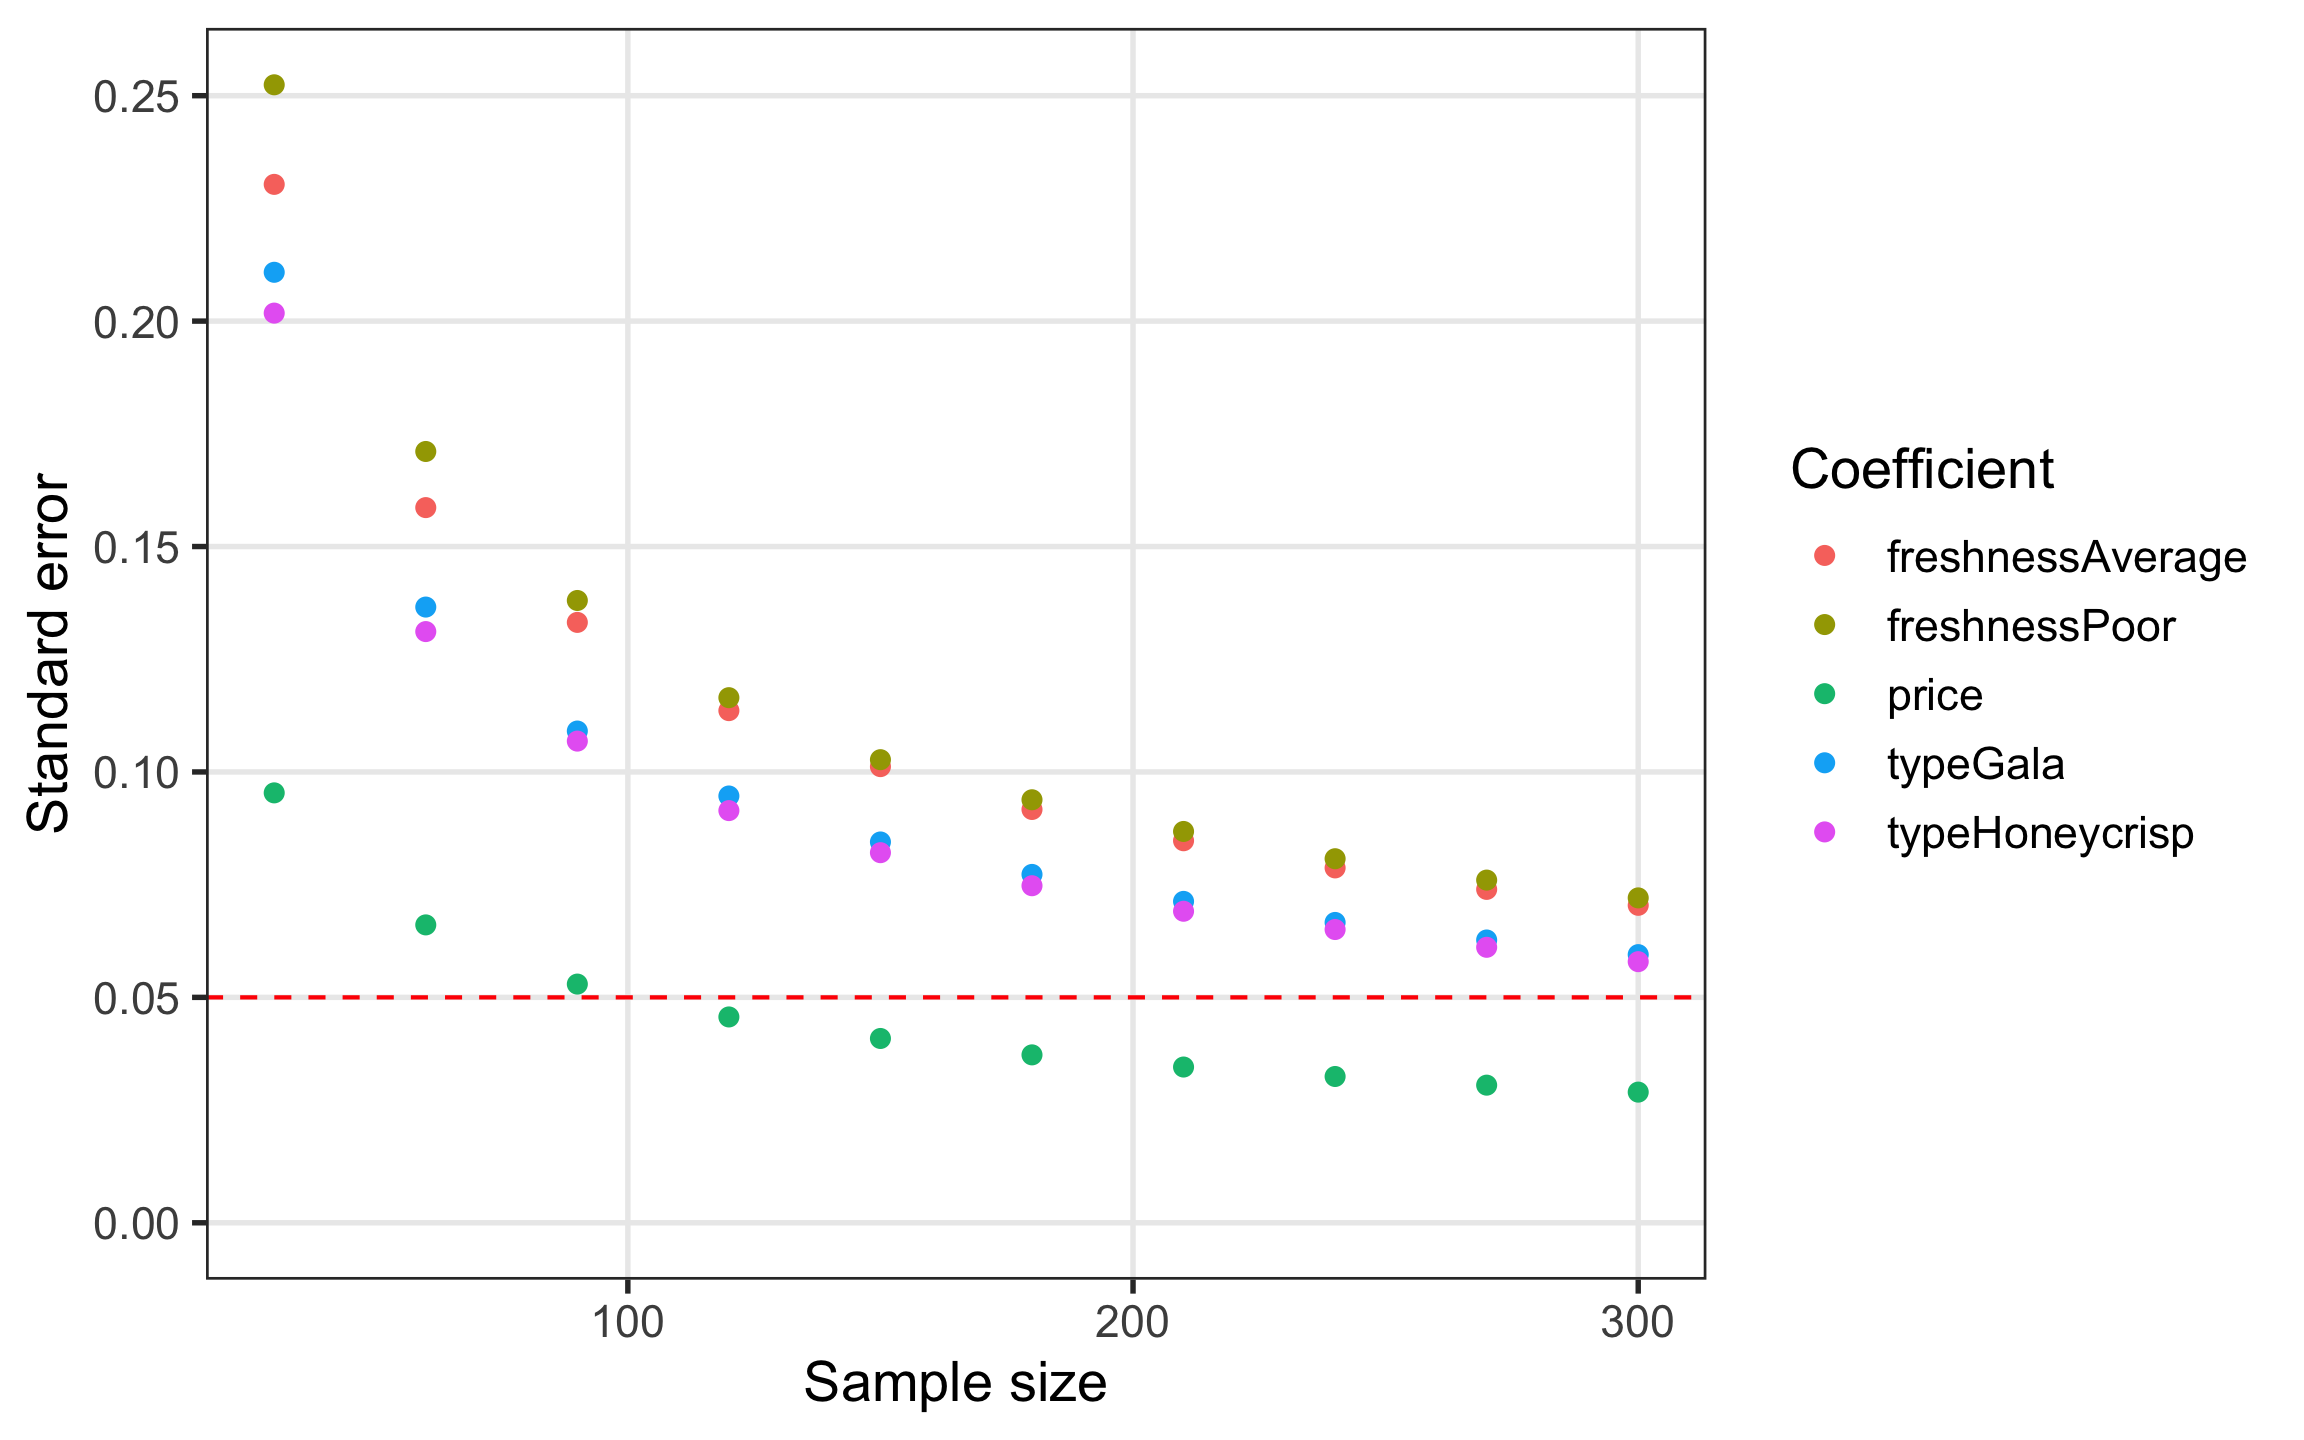 0.25
0.20
0.15
0.10
0.05
0.00
Standard error
100 200 300
Sample size
Coefficient
freshnessAverage
freshnessPoor
price
typeGala
typeHoneycrisp